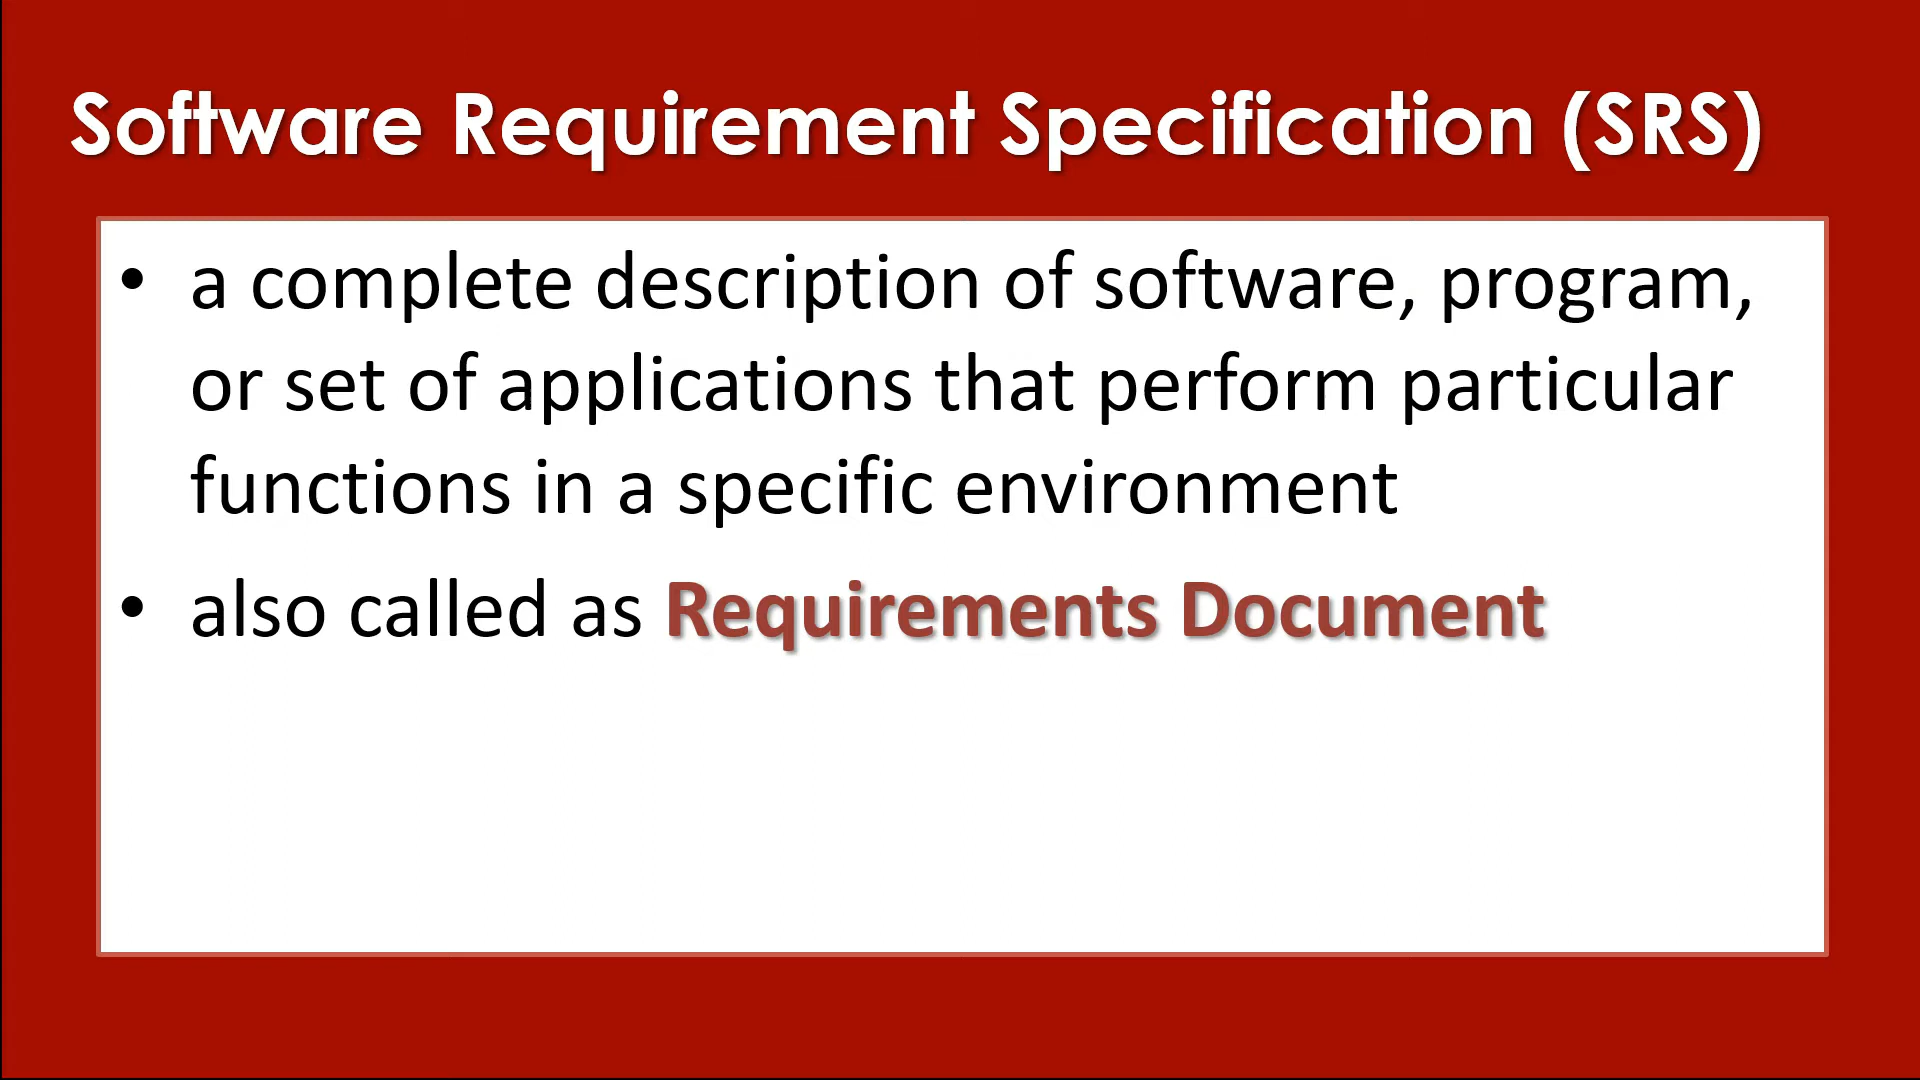 Software Requirement Specification (SRS)
• a complete description of software, program,
or set of applications that perform particular
functions in a specific environment
• also called as Requirements Document